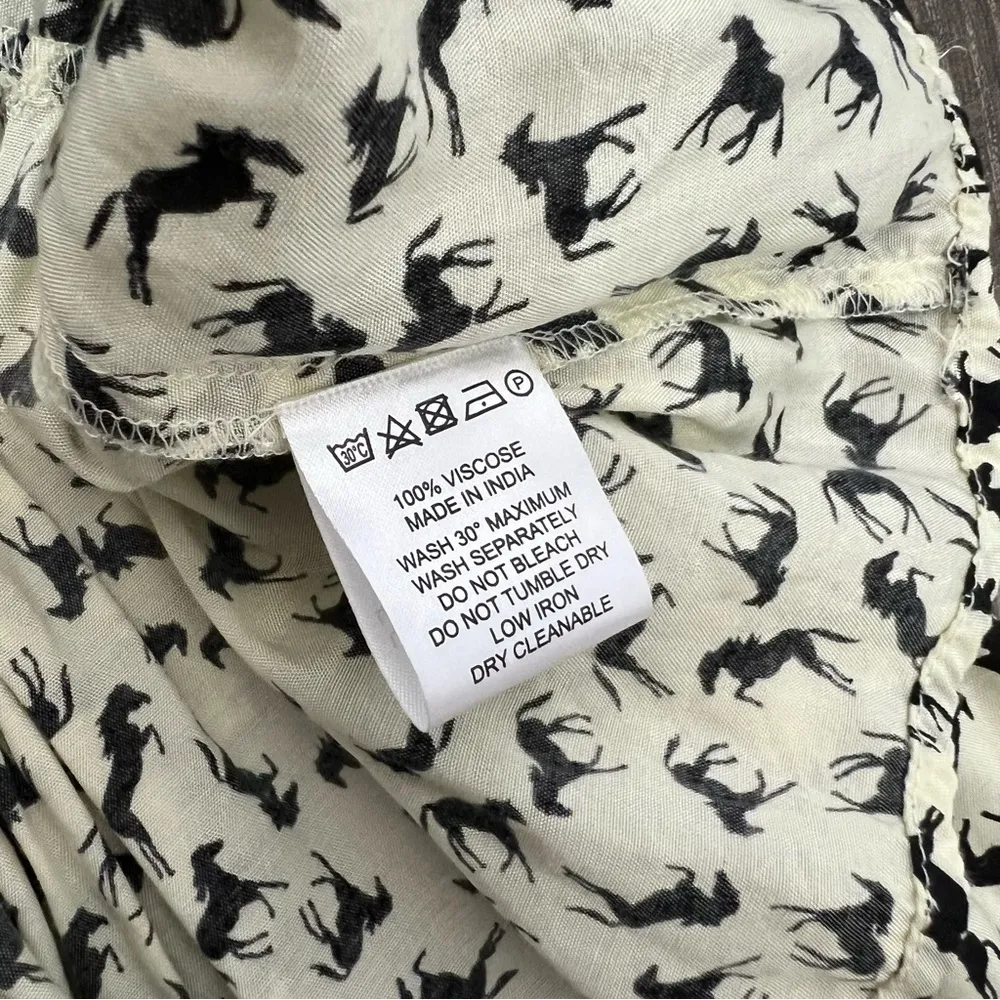 30°C P
100% VISCOSE
MADE IN INDIA
WASH 30° MAXIMUM
WASH SEPARATELY
DO NOT BLEACH
DO NOT TUMBLE DRY
LOW IRON
DRY CLEANABLE